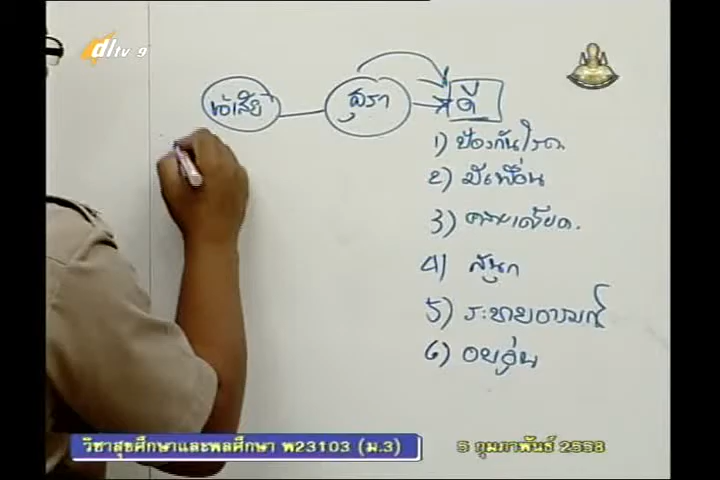 dltv 9
ข้อเสีย สุรา ดี
1) ป้องกันโรค
2) มีเพื่อน
3) คลายเครียด
4) สนุก
5) ระบายอารมณ์
6) อบอุ่น
วิชาสุขศึกษาและพลศึกษา พ23103 (ม.3) 5 กุมภาพันธ์ 2558